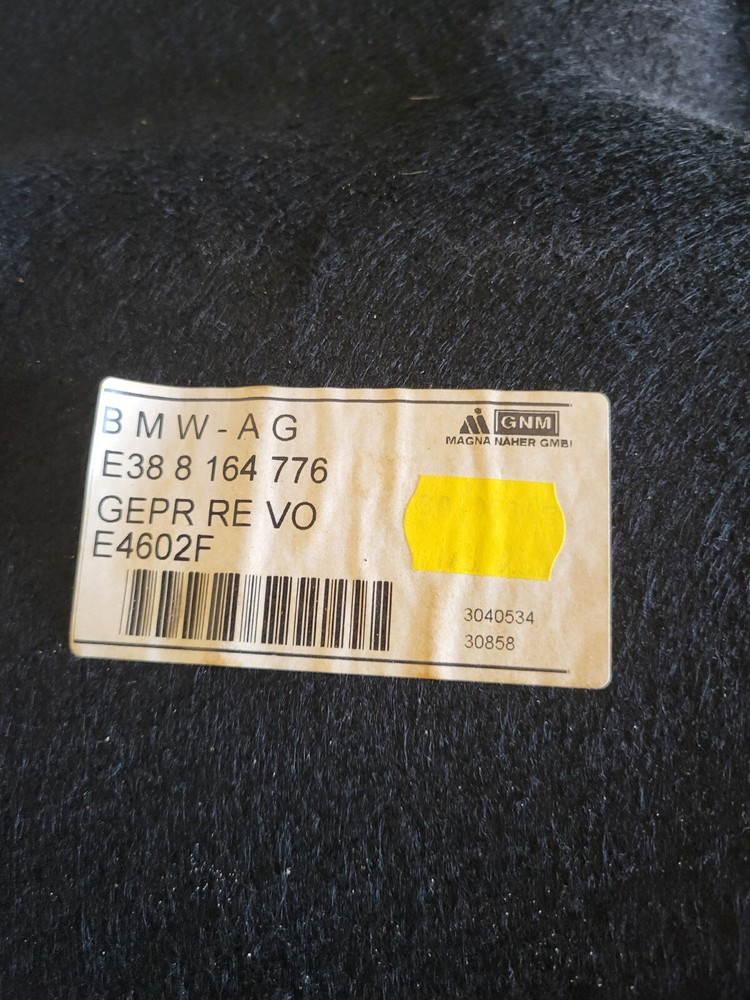 BMW-AG
GNM
MAGNA NAHER GMBH
E38 8 164 776
GEPR RE VO
E4602F
3040534
30858